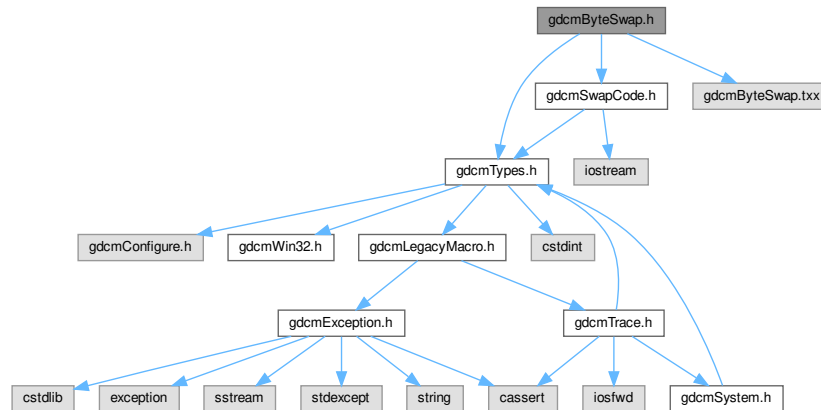 gdcmByteSwap.h
gdcmSwapCode.h
gdcmByteSwap.txx
gdcmTypes.h
iostream
gdcmConfigure.h
gdcmWin32.h
gdcmLegacyMacro.h
cstdint
gdcmException.h
gdcmTrace.h
cstdlib
exception
sstream
stdexcept
string
cassert
iosfwd
gdcmSystem.h